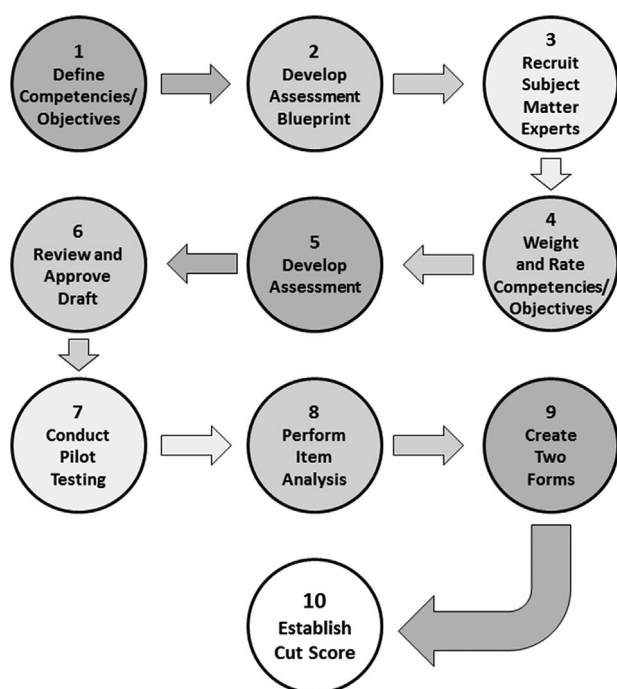 1
Define
Competencies/
Objectives
2
Develop
Assessment
Blueprint
3
Recruit
Subject
Matter
Experts
4
Weight
and Rate
Competencies/
Objectives
5
Develop
Assessment
6
Review and
Approve
Draft
7
Conduct
Pilot
Testing
8
Perform
Item
Analysis
9
Create
Two
Forms
10
Establish
Cut Score